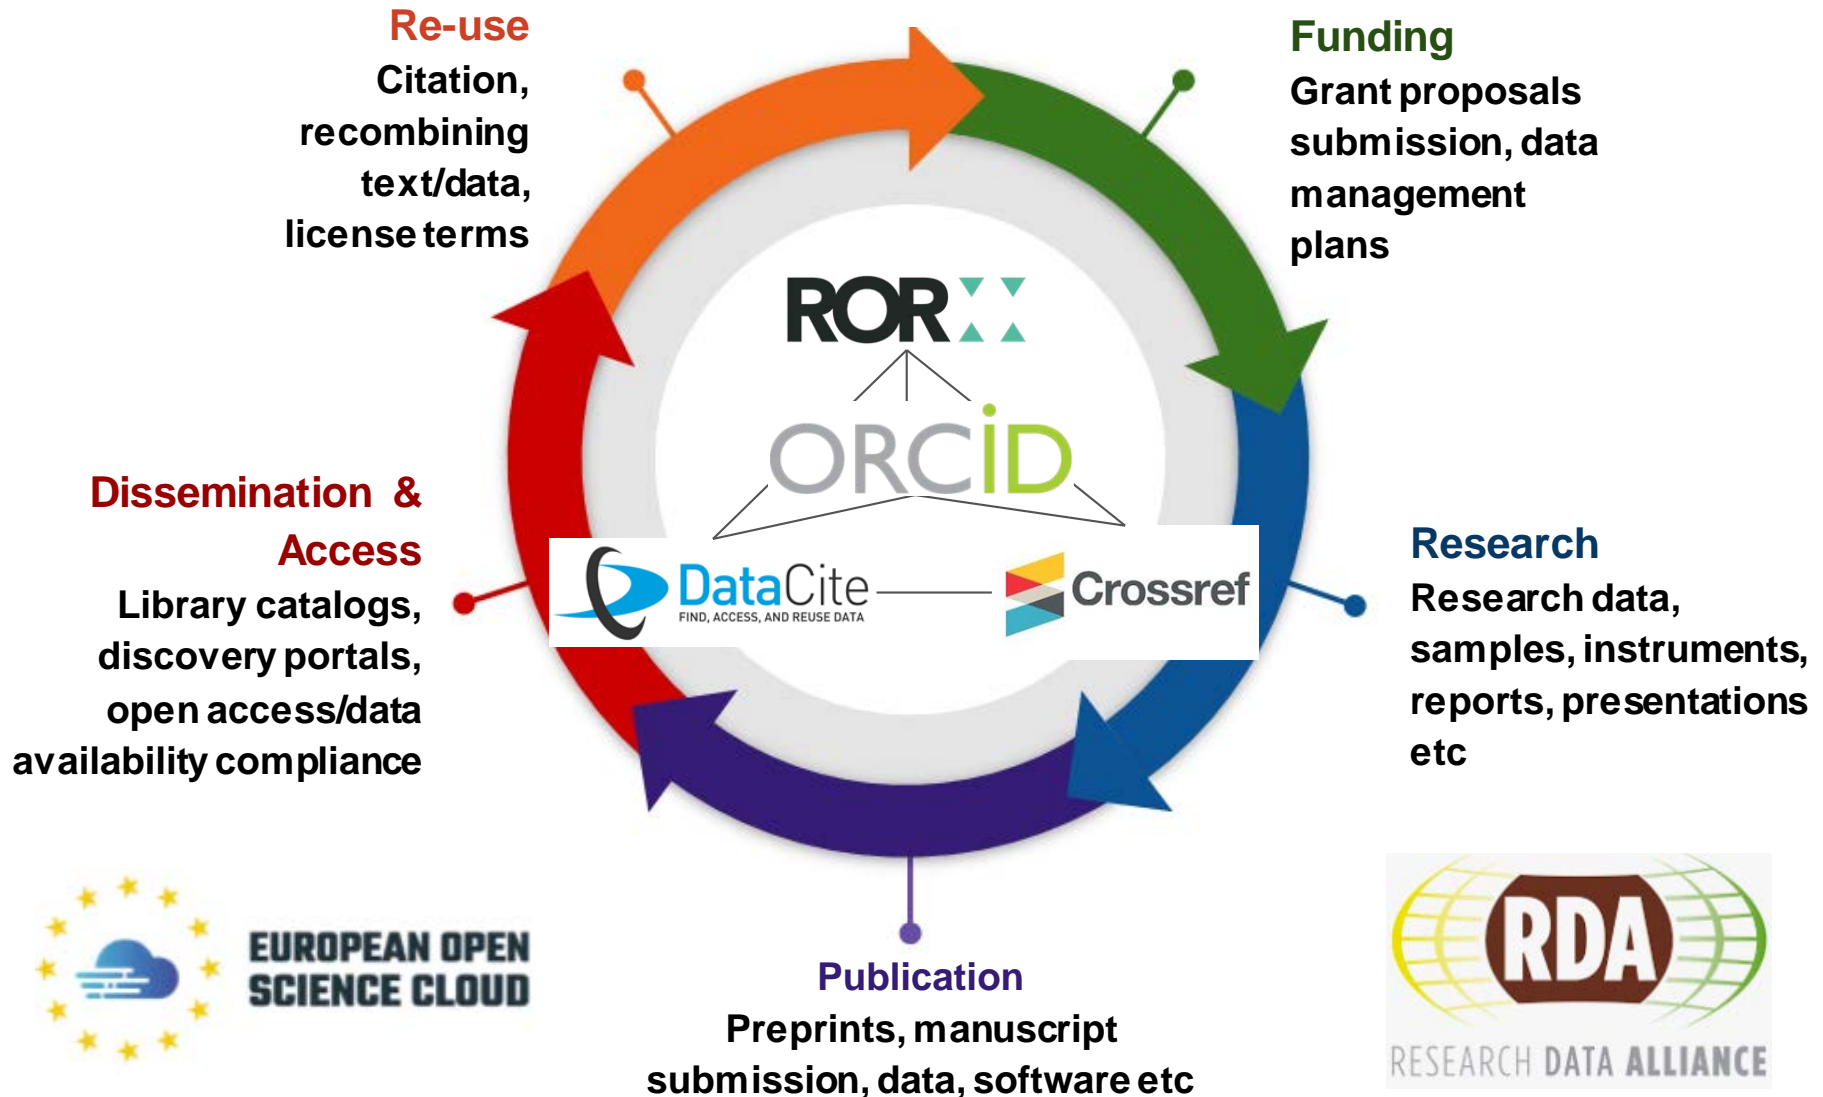 Re-use
Citation,
recombining
text/data,
license terms
Funding
Grant proposals
submission, data
management
plans
ROR
ORCiD
DataCite
FIND, ACCESS, AND REUSE DATA
Crossref
Dissemination &
Access
Library catalogs,
discovery portals,
open access/data
availability compliance
Research
Research data,
samples, instruments,
reports, presentations
etc
EUROPEAN OPEN
SCIENCE CLOUD
Publication
Preprints, manuscript
submission, data, software etc
RDA
RESEARCH DATA ALLIANCE